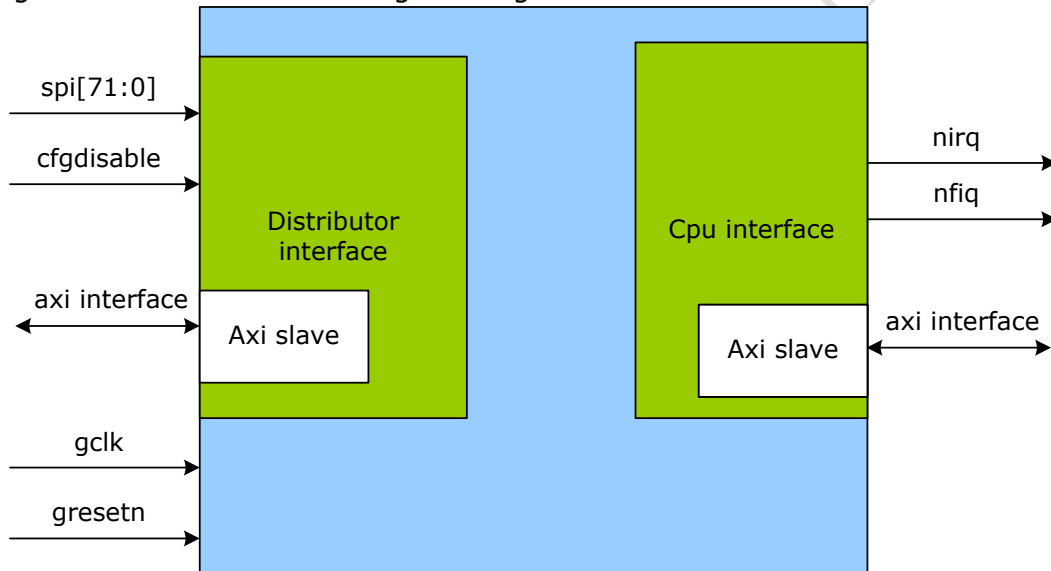 spi[71:0]
cfgdisable
nirq
nfiq
Distributor
interface
Cpu interface
axi interface
Axi slave
axi interface
Axi slave
gclk
gresetn